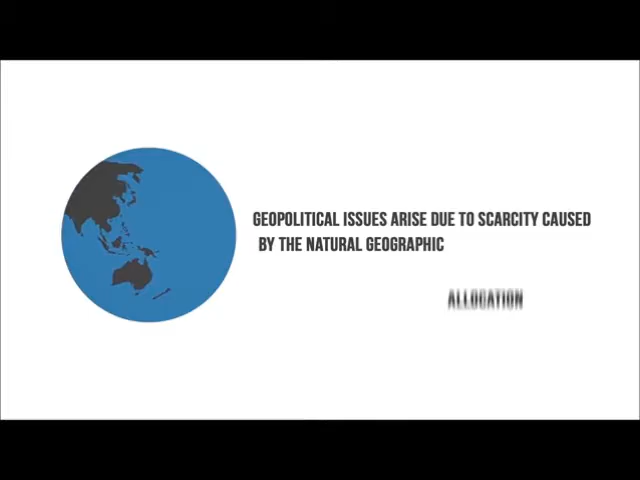 GEOPOLITICAL ISSUES ARISE DUE TO SCARCITY CAUSED
BY THE NATURAL GEOGRAPHIC
ALLOCATION